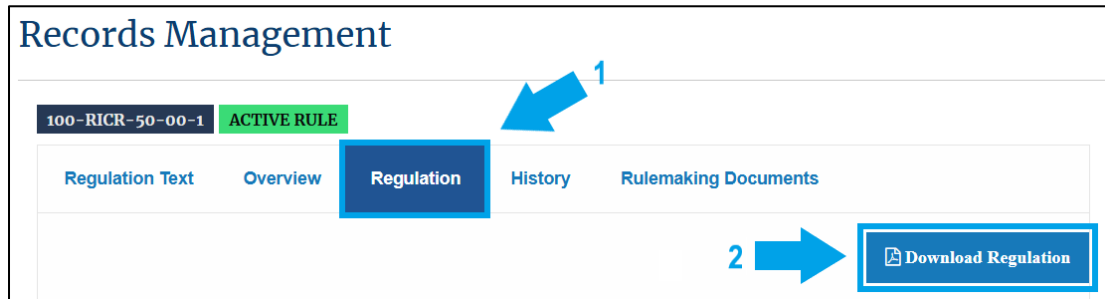 Records Management
1
100-RICR-50-00-1 ACTIVE RULE
Regulation Text Overview Regulation History Rulemaking Documents
2 Download Regulation